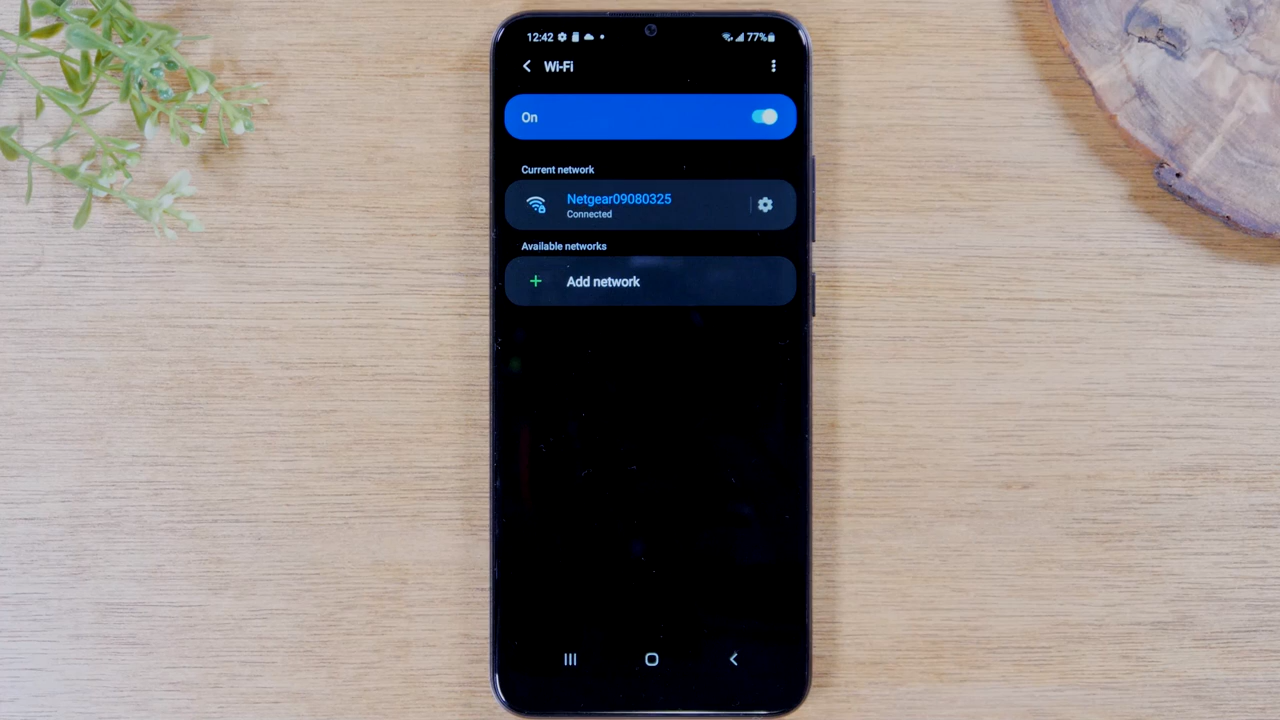 12:42 77%
Wi-Fi
On
Current network
Netgear09080325
Connected
Available networks
+ Add network